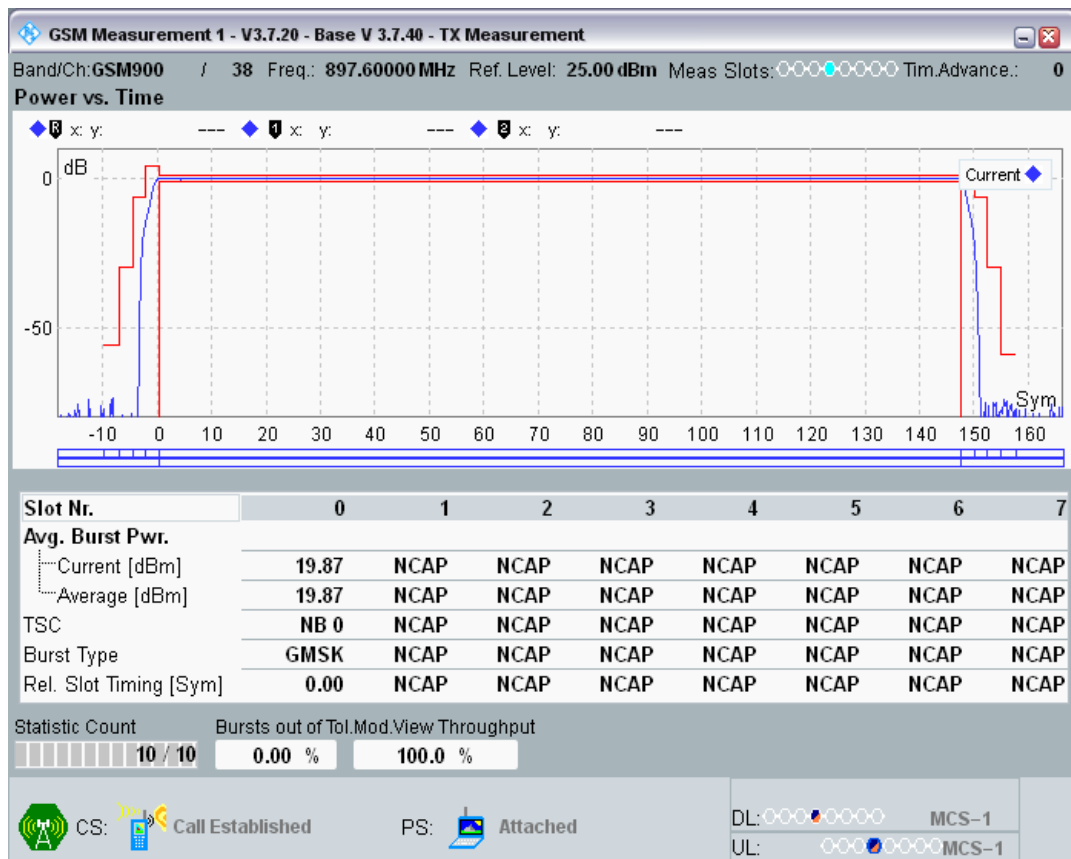 GSM Measurement 1 - V3.7.20 - Base V 3.7.40 - TX Measurement
Band/Ch:GSM900 / 38 Freq.: 897.60000 MHz Ref. Level: 25.00 dBm Meas Slots: Tim.Advance.: 0
Power vs. Time
R x: y: --- 1 x: y: --- 2 x: y: ---
dB
Current
0
-50
Sym
-10 0 10 20 30 40 50 60 70 80 90 100 110 120 130 140 150 160
Slot Nr. 0 1 2 3 4 5 6 7
Avg. Burst Pwr.
Current [dBm] 19.87 NCAP NCAP NCAP NCAP NCAP NCAP NCAP
Average [dBm] 19.87 NCAP NCAP NCAP NCAP NCAP NCAP NCAP
TSC NB 0 NCAP NCAP NCAP NCAP NCAP NCAP NCAP
Burst Type GMSK NCAP NCAP NCAP NCAP NCAP NCAP NCAP
Rel. Slot Timing [Sym] 0.00 NCAP NCAP NCAP NCAP NCAP NCAP NCAP
Statistic Count Bursts out of Tol.Mod.View Throughput
10 / 10 0.00 % 100.0 %
CS: Call Established PS: Attached
DL: MCS-1
UL: MCS-1